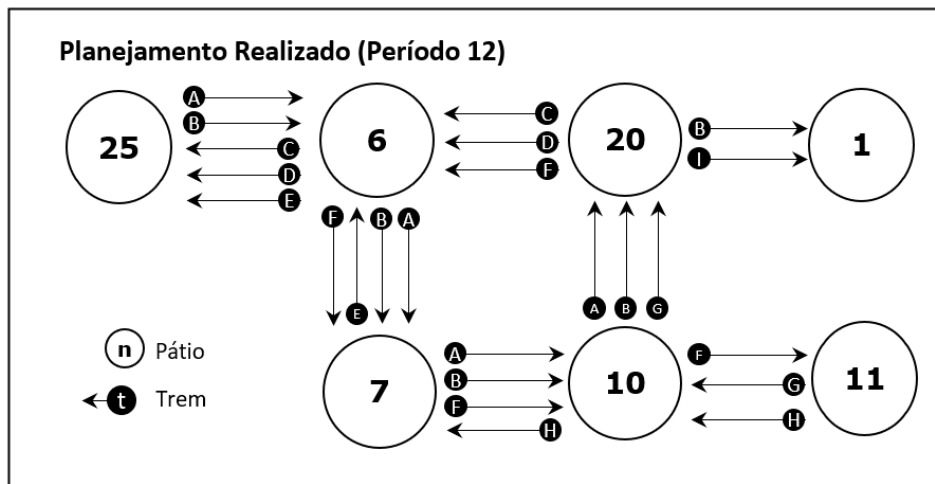 Planejamento Realizado (Período 12)
A
B
C
D
E
25
6
C
D
F
20
B
I
1
F
E
B
A
A
B
G
n Pátio
t Trem
7
A
B
F
H
10
F
G
H
11